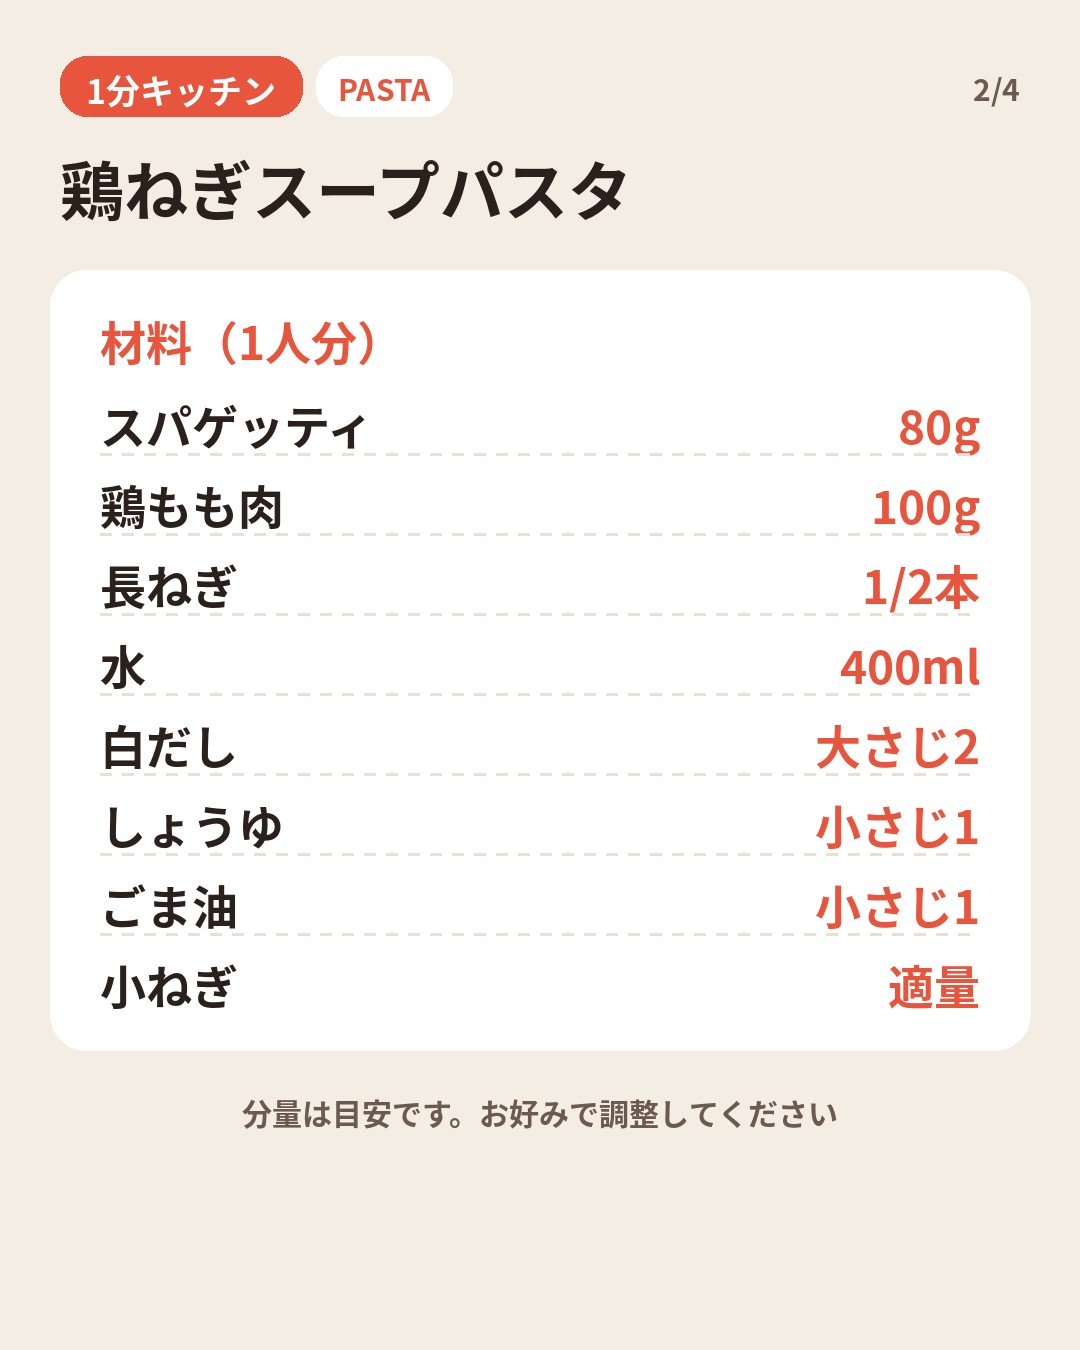 1分キッチン PASTA 2/4
鶏ねぎスープパスタ
材料（1人分）
スパゲッティ 80g
鶏もも肉 100g
長ねぎ 1/2本
水 400ml
白だし 大さじ2
しょうゆ 小さじ1
ごま油 小さじ1
小ねぎ 適量
分量は目安です。お好みで調整してください